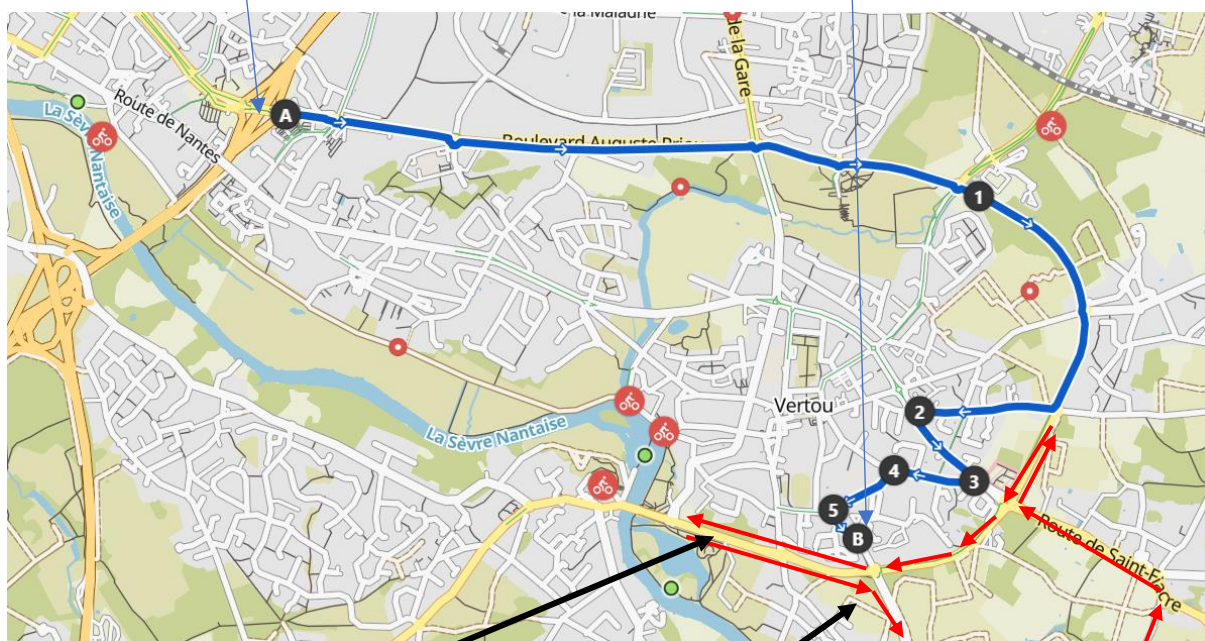 la Maladrie
de la Gare
A
Route de Nantes
La Sèvre Nantaise
Boulevard Auguste Priou
1
2
Vertou
La Sèvre Nantaise
4
3
5
B
Route de Saint-Fiacre